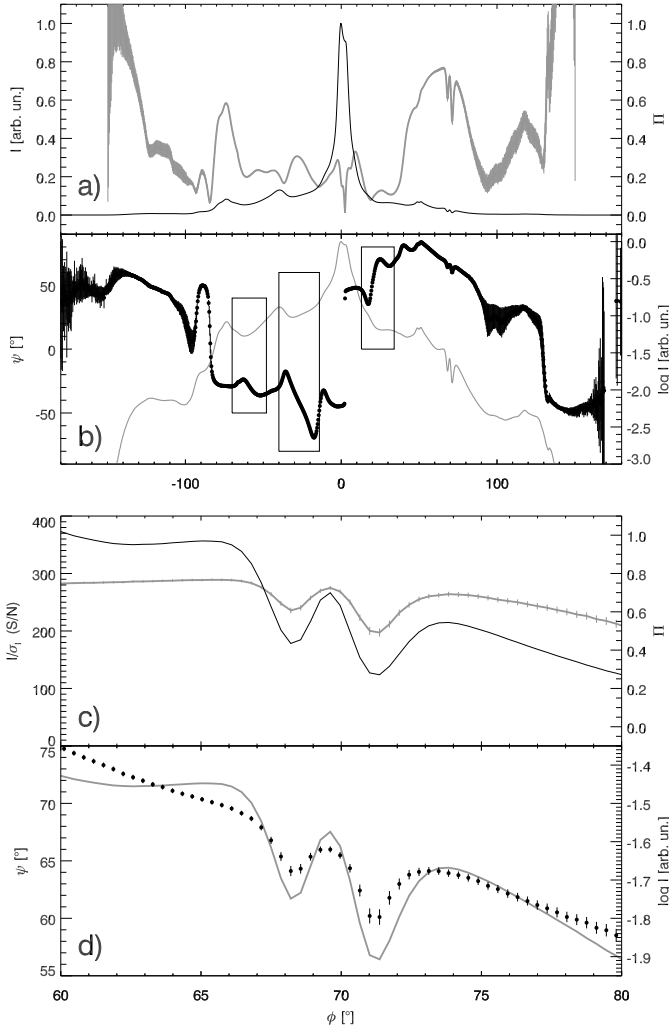 1.0
0.8
0.6
0.4
0.2
0.0
I [arb. un.]
a)
1.0
0.8
0.6
0.4
0.2
0.0
Π
50
0
-50
ψ [°]
b)
0.0
-0.5
-1.0
-1.5
-2.0
-2.5
-3.0
log I [arb. un.]
-100 0 100
400
300
200
100
0
I/σI (S/N)
c)
1.0
0.8
0.6
0.4
0.2
0.0
Π
75
70
65
60
55
ψ [°]
d)
-1.4
-1.5
-1.6
-1.7
-1.8
-1.9
log I [arb. un.]
60 65 70 75 80
ϕ [°]